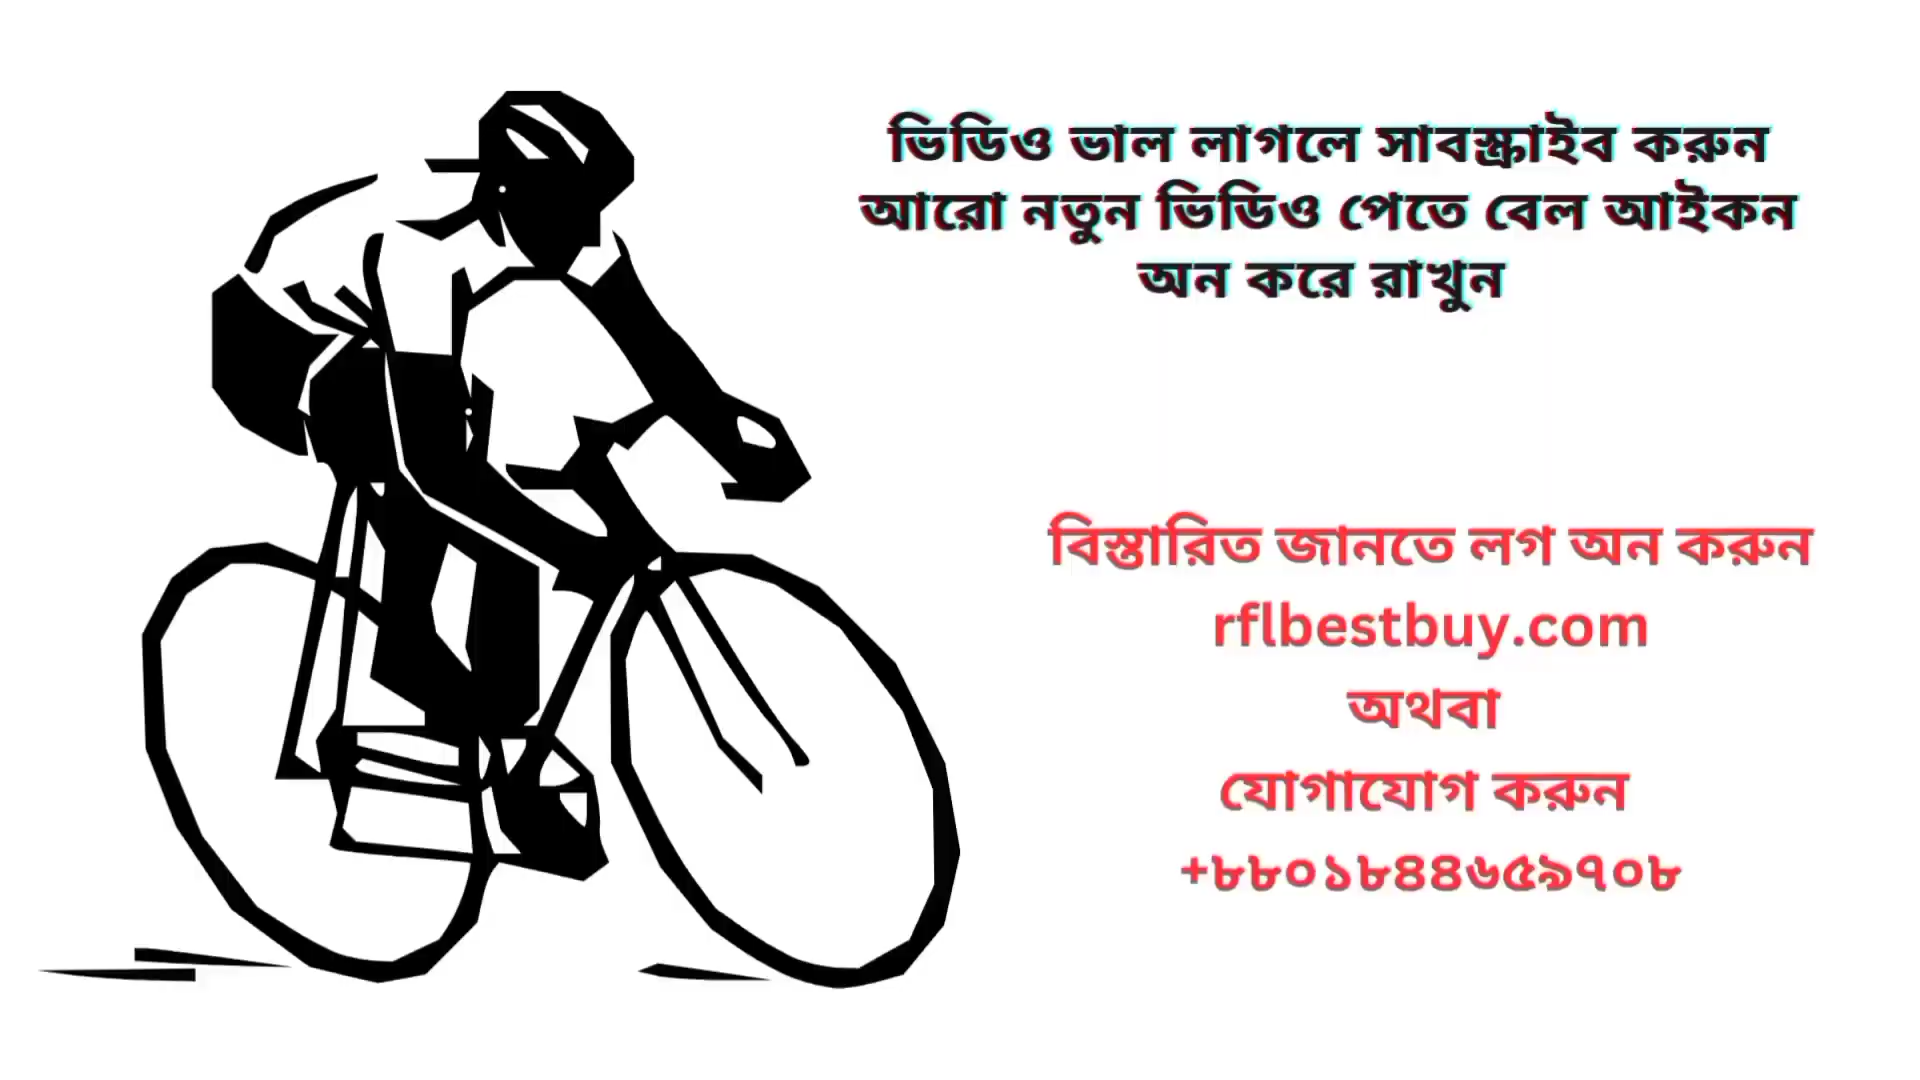 ভিডিও ভাল লাগলে সাবস্ক্রাইব করুন
আরো নতুন ভিডিও পেতে বেল আইকন
অন করে রাখুন
বিস্তারিত জানতে লগ অন করুন
rflbestbuy.com
অথবা
যোগাযোগ করুন
+৮৮০১৮৪৪৬৫৯৭০৮